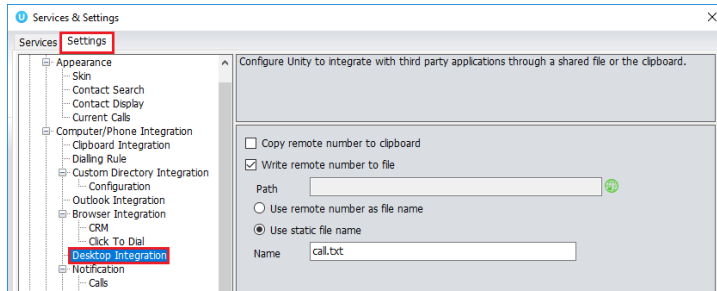 Services & Settings
Services Settings
Appearance
Skin
Contact Search
Contact Display
Current Calls
Computer/Phone Integration
Clipboard Integration
Dialling Rule
Custom Directory Integration
Configuration
Outlook Integration
Browser Integration
CRM
Click To Dial
Desktop Integration
Notification
Calls
Configure Unity to integrate with third party applications through a shared file or the clipboard.
Copy remote number to clipboard
Write remote number to file
Path
Use remote number as file name
Use static file name
Name call.txt